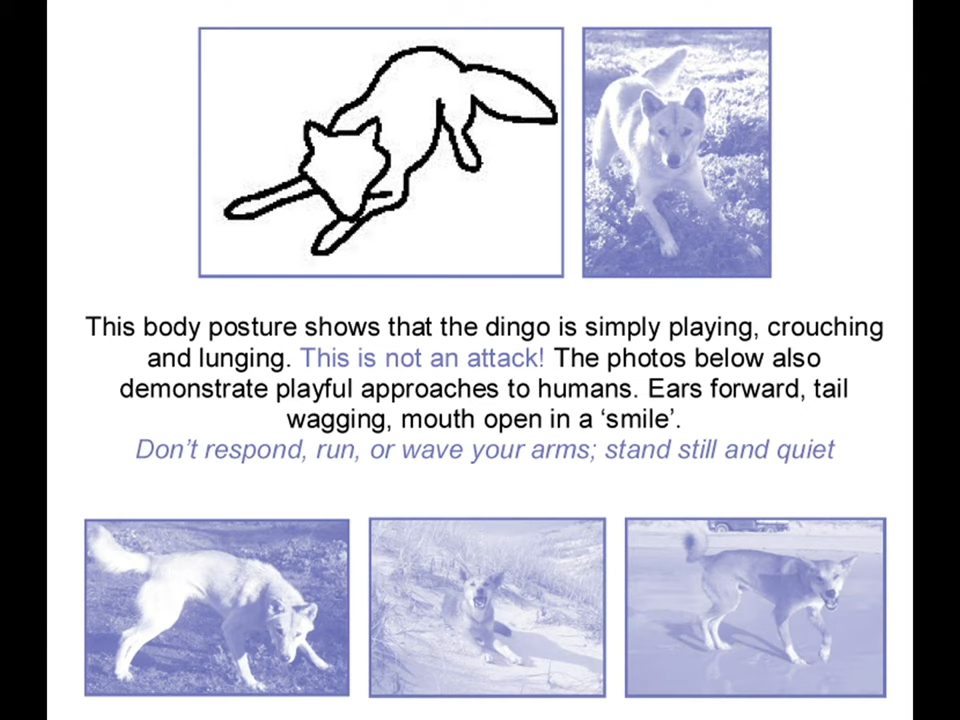 This body posture shows that the dingo is simply playing, crouching
and lunging. This is not an attack! The photos below also
demonstrate playful approaches to humans. Ears forward, tail
wagging, mouth open in a ‘smile’.
Don’t respond, run, or wave your arms; stand still and quiet